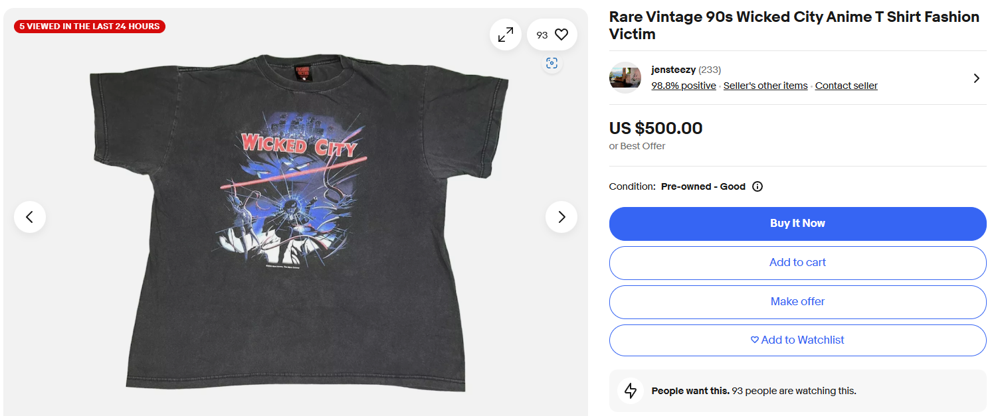 5 VIEWED IN THE LAST 24 HOURS
93
FASHION
VICTIM
WICKED CITY
Rare Vintage 90s Wicked City Anime T Shirt Fashion
Victim
jensteezy (233)
98.8% positive · Seller's other items · Contact seller
US $500.00
or Best Offer
Condition: Pre-owned - Good
Buy It Now
Add to cart
Make offer
Add to Watchlist
People want this. 93 people are watching this.